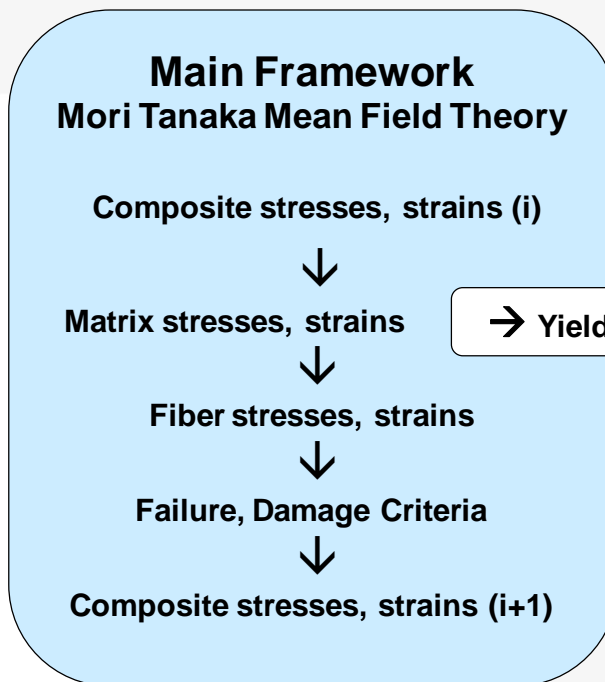 Main Framework
Mori Tanaka Mean Field Theory
Composite stresses, strains (i)
↓
Matrix stresses, strains
→ Yield
↓
Fiber stresses, strains
↓
Failure, Damage Criteria
↓
Composite stresses, strains (i+1)